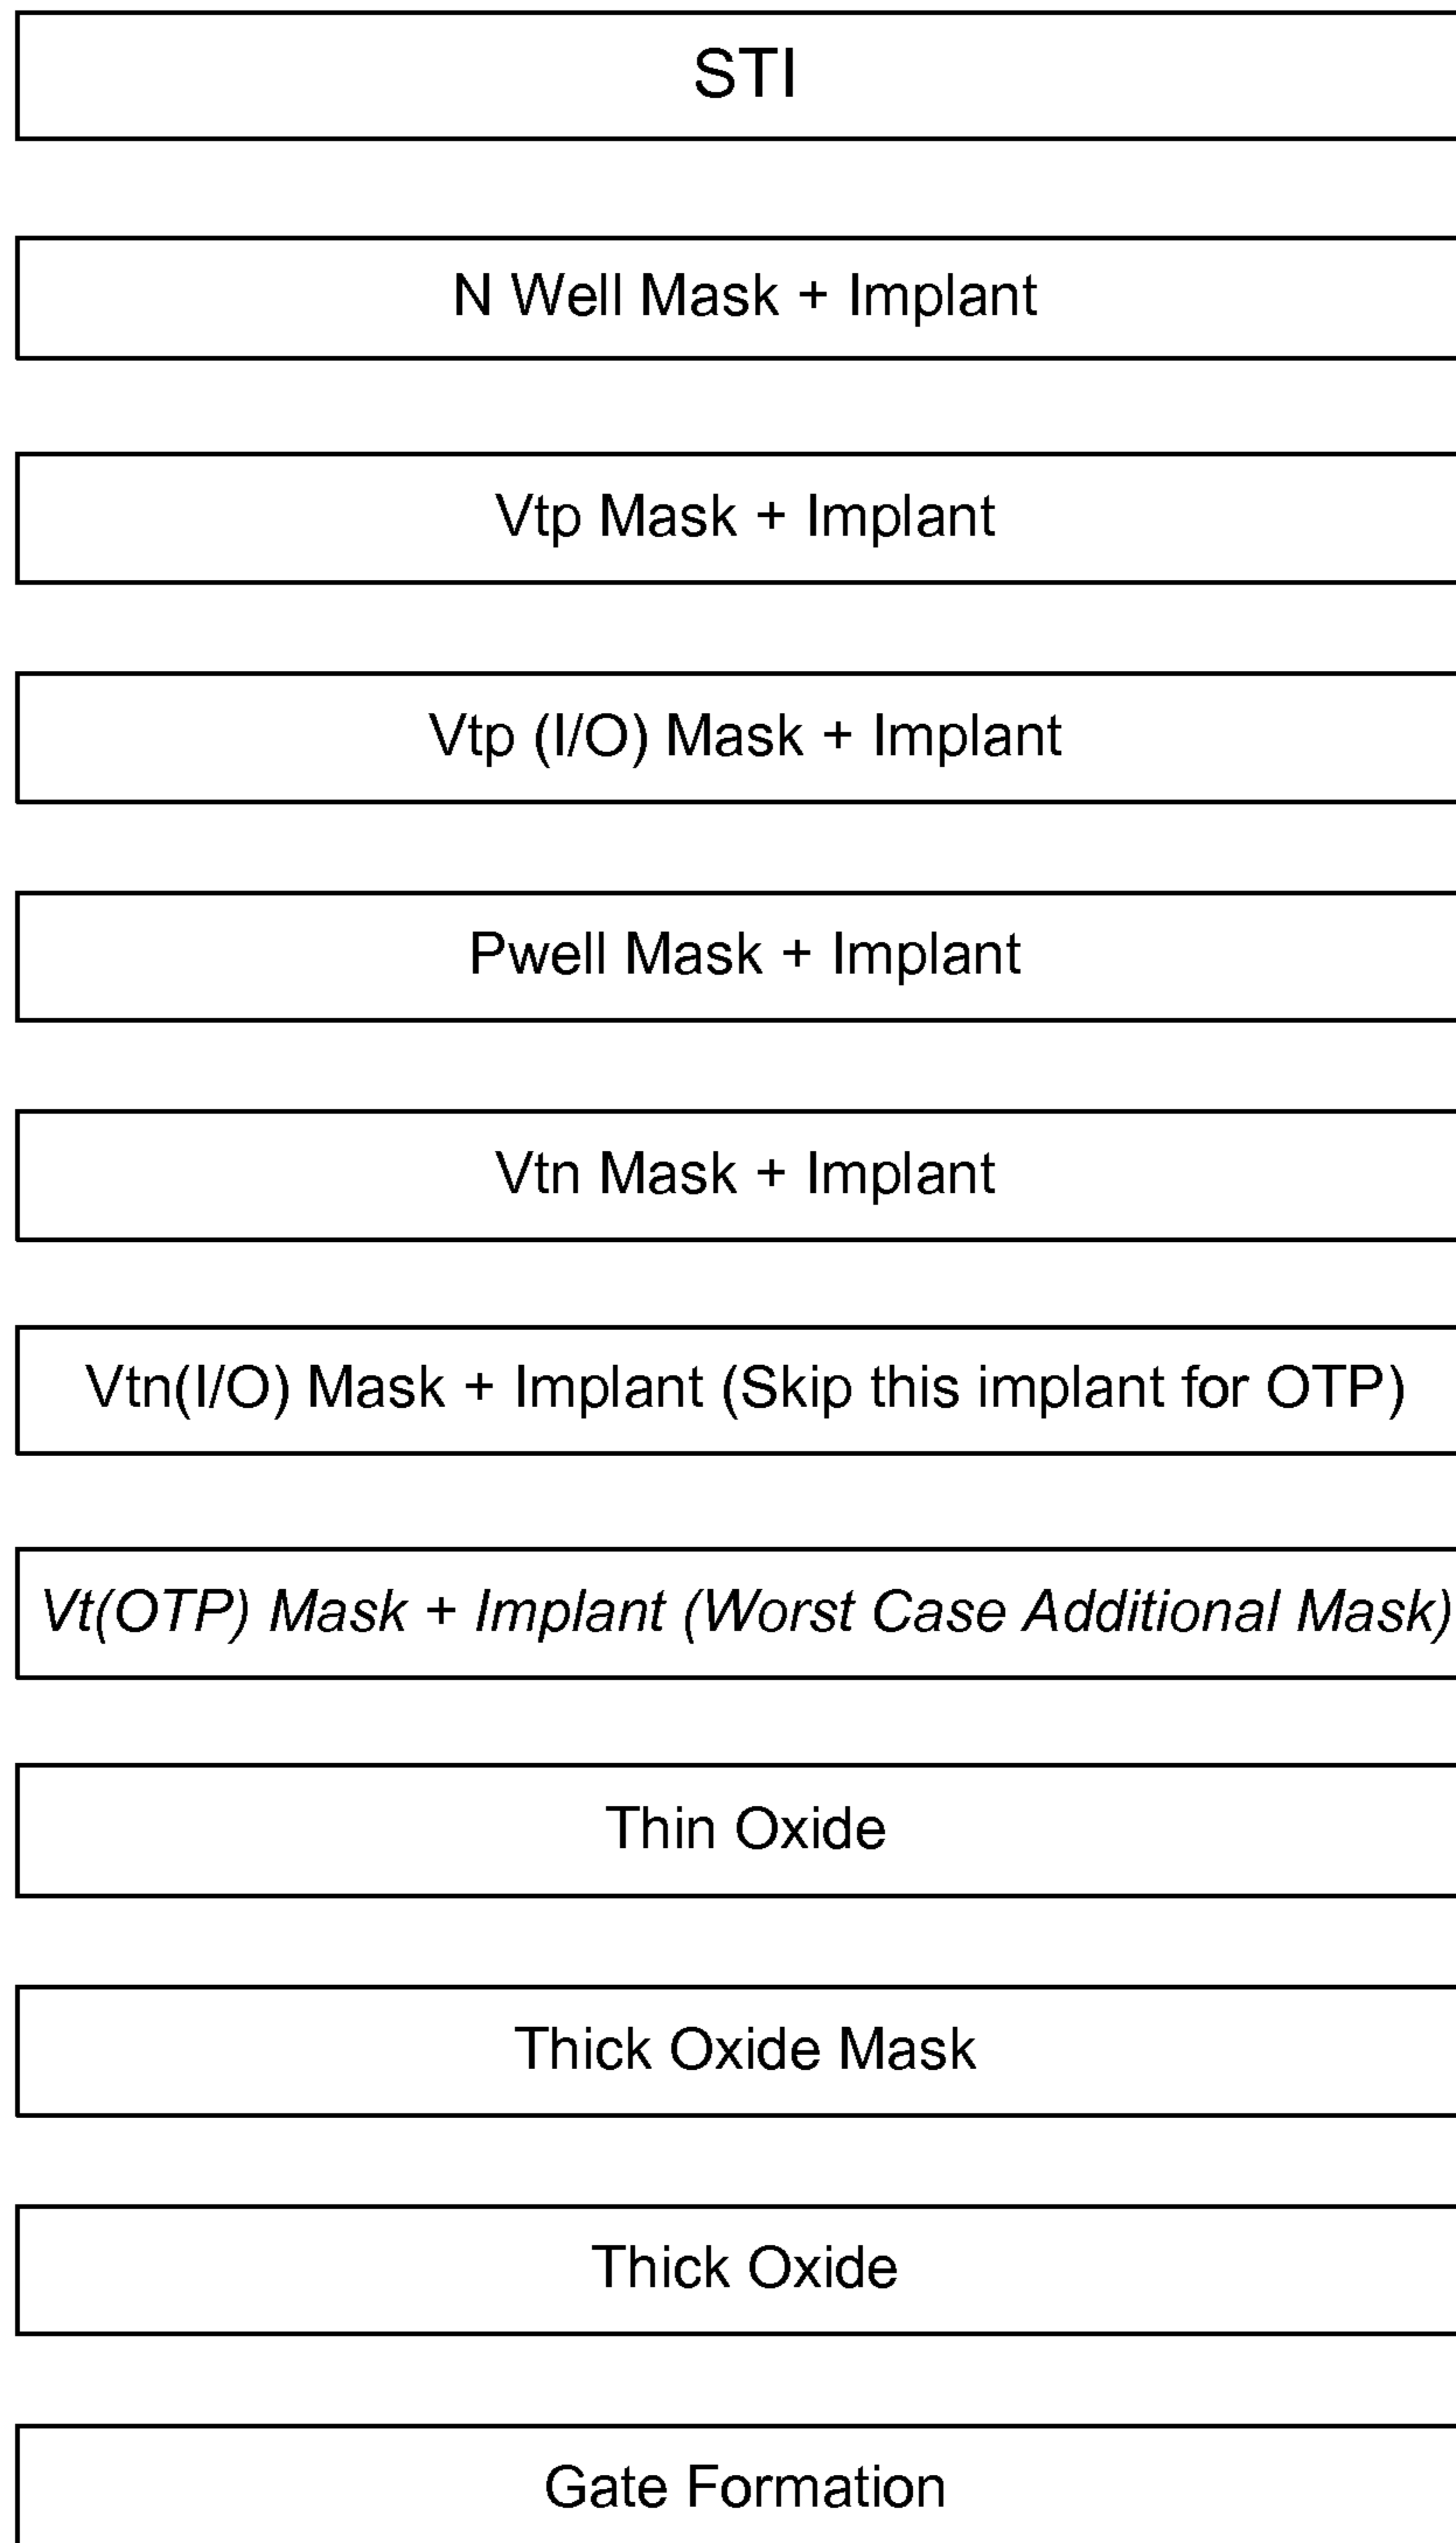 STI
N Well Mask + Implant
Vtp Mask + Implant
Vtp (I/O) Mask + Implant
Pwell Mask + Implant
Vtn Mask + Implant
Vtn(I/O) Mask + Implant (Skip this implant for OTP)
Vt(OTP) Mask + Implant (Worst Case Additional Mask)
Thin Oxide
Thick Oxide Mask
Thick Oxide
Gate Formation